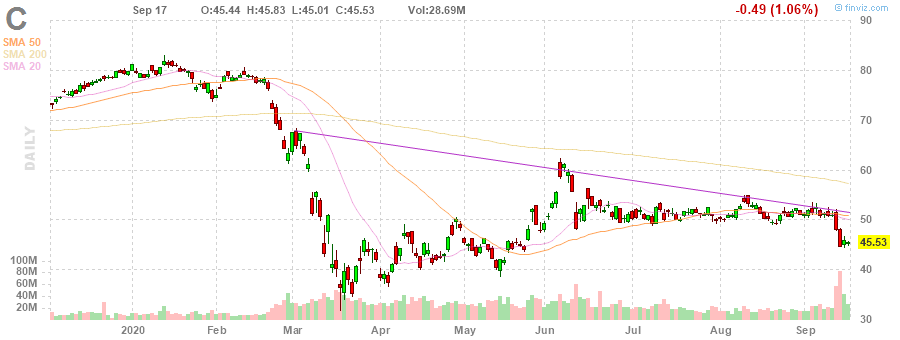 C
Sep 17 O:45.44 H:45.83 L:45.01 C:45.53 Vol:28.69M -0.49 (1.06%)
© finviz.com
SMA 50
SMA 200
SMA 20
DAILY
90
80
70
60
50
45.53
40
30
100M
80M
60M
40M
20M
2020 Feb Mar Apr May Jun Jul Aug Sep